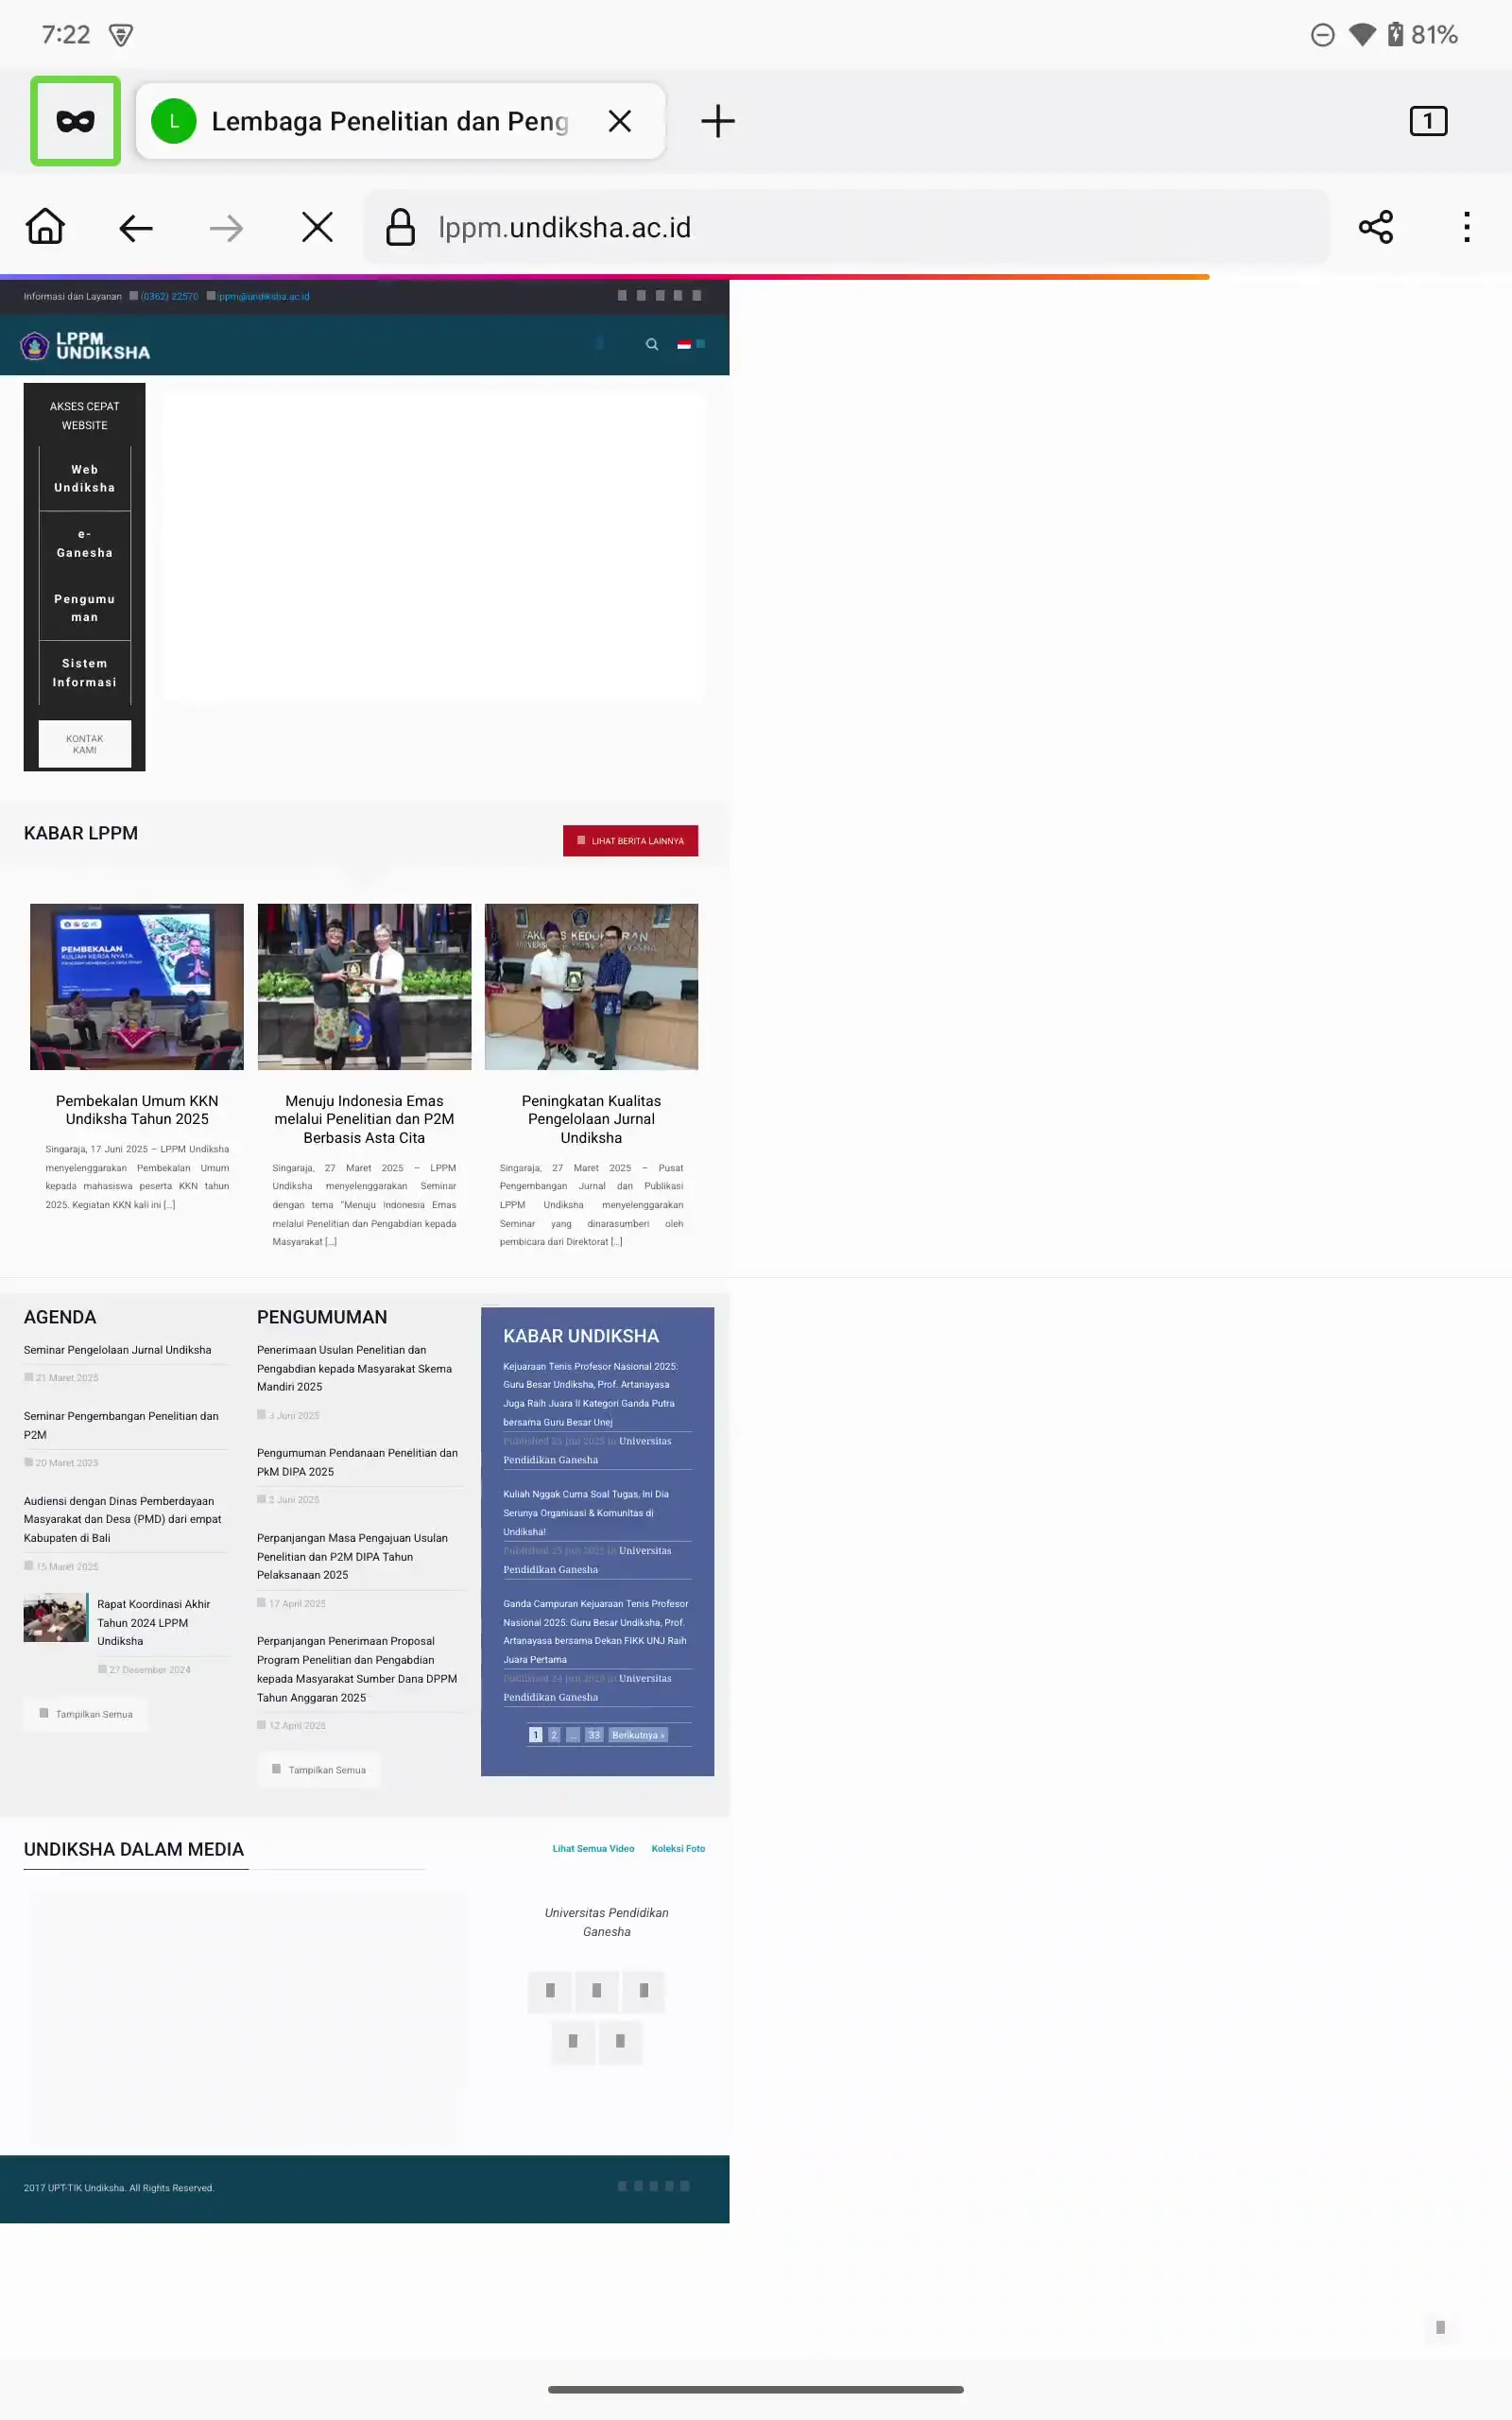 7:22
81%
L
Lembaga Penelitian dan Peng
1
lppm.undiksha.ac.id
Informasi dan Layanan (0362) 22570 lppm@undiksha.ac.id
LPPM
UNDIKSHA
AKSES CEPAT
WEBSITE
Web
Undiksha
e-
Ganesha
Pengumu
man
Sistem
Informasi
KONTAK
KAMI
KABAR LPPM
LIHAT BERITA LAINNYA
PEMBEKALAN
KULIAH KERJA NYATA
Pembekalan Umum KKN
Undiksha Tahun 2025
Singaraja, 17 Juni 2025 – LPPM Undiksha
menyelenggarakan Pembekalan Umum
kepada mahasiswa peserta KKN tahun
2025. Kegiatan KKN kali ini [...]
Menuju Indonesia Emas
melalui Penelitian dan P2M
Berbasis Asta Cita
Singaraja, 27 Maret 2025 – LPPM
Undiksha menyelenggarakan Seminar
dengan tema “Menuju Indonesia Emas
melalui Penelitian dan Pengabdian kepada
Masyarakat [...]
Peningkatan Kualitas
Pengelolaan Jurnal
Undiksha
Singaraja, 27 Maret 2025 – Pusat
Pengembangan Jurnal dan Publikasi
LPPM Undiksha menyelenggarakan
Seminar yang dinarasumberi oleh
pembicara dari Direktorat [...]
AGENDA
Seminar Pengelolaan Jurnal Undiksha
21 Maret 2025
Seminar Pengembangan Penelitian dan
P2M
20 Maret 2025
Audiensi dengan Dinas Pemberdayaan
Masyarakat dan Desa (PMD) dari empat
Kabupaten di Bali
15 Maret 2025
Rapat Koordinasi Akhir
Tahun 2024 LPPM
Undiksha
27 Desember 2024
Tampilkan Semua
PENGUMUMAN
Penerimaan Usulan Penelitian dan
Pengabdian kepada Masyarakat Skema
Mandiri 2025
3 Juni 2025
Pengumuman Pendanaan Penelitian dan
PkM DIPA 2025
2 Juni 2025
Perpanjangan Masa Pengajuan Usulan
Penelitian dan P2M DIPA Tahun
Pelaksanaan 2025
17 April 2025
Perpanjangan Penerimaan Proposal
Program Penelitian dan Pengabdian
kepada Masyarakat Sumber Dana DPPM
Tahun Anggaran 2025
12 April 2025
Tampilkan Semua
KABAR UNDIKSHA
Kejuaraan Tenis Profesor Nasional 2025:
Guru Besar Undiksha, Prof. Artanayasa
Juga Raih Juara II Kategori Ganda Putra
bersama Guru Besar Unej
Published 25 Jun 2025 in Universitas
Pendidikan Ganesha
Kuliah Nggak Cuma Soal Tugas, Ini Dia
Serunya Organisasi & Komunitas di
Undiksha!
Published 25 Jun 2025 in Universitas
Pendidikan Ganesha
Ganda Campuran Kejuaraan Tenis Profesor
Nasional 2025: Guru Besar Undiksha, Prof.
Artanayasa bersama Dekan FIKK UNJ Raih
Juara Pertama
Published 24 Jun 2025 in Universitas
Pendidikan Ganesha
1 2 ... 33 Berikutnya »
UNDIKSHA DALAM MEDIA
Lihat Semua Video Koleksi Foto
Universitas Pendidikan
Ganesha
2017 UPT-TIK Undiksha. All Rights Reserved.